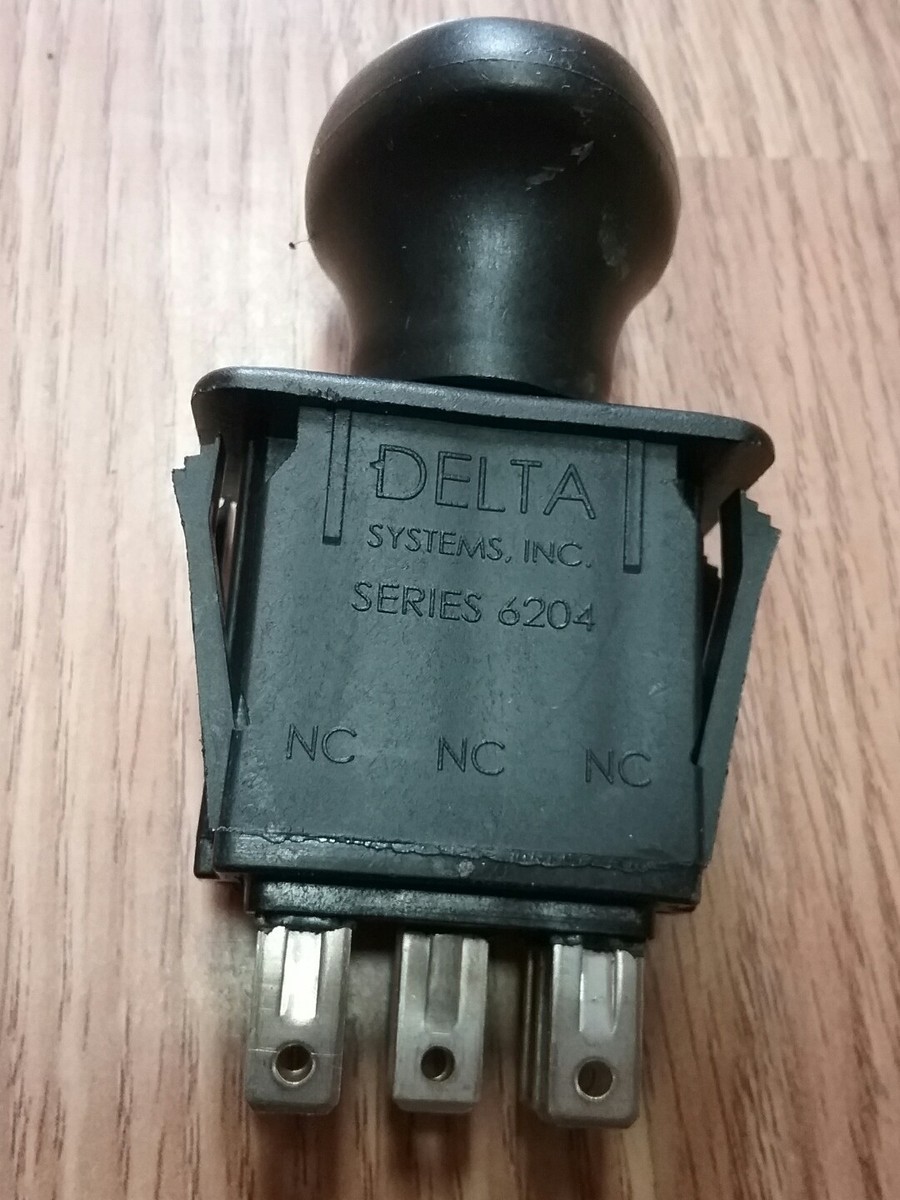 DELTA
SYSTEMS, INC.
SERIES 6204
NC NC NC